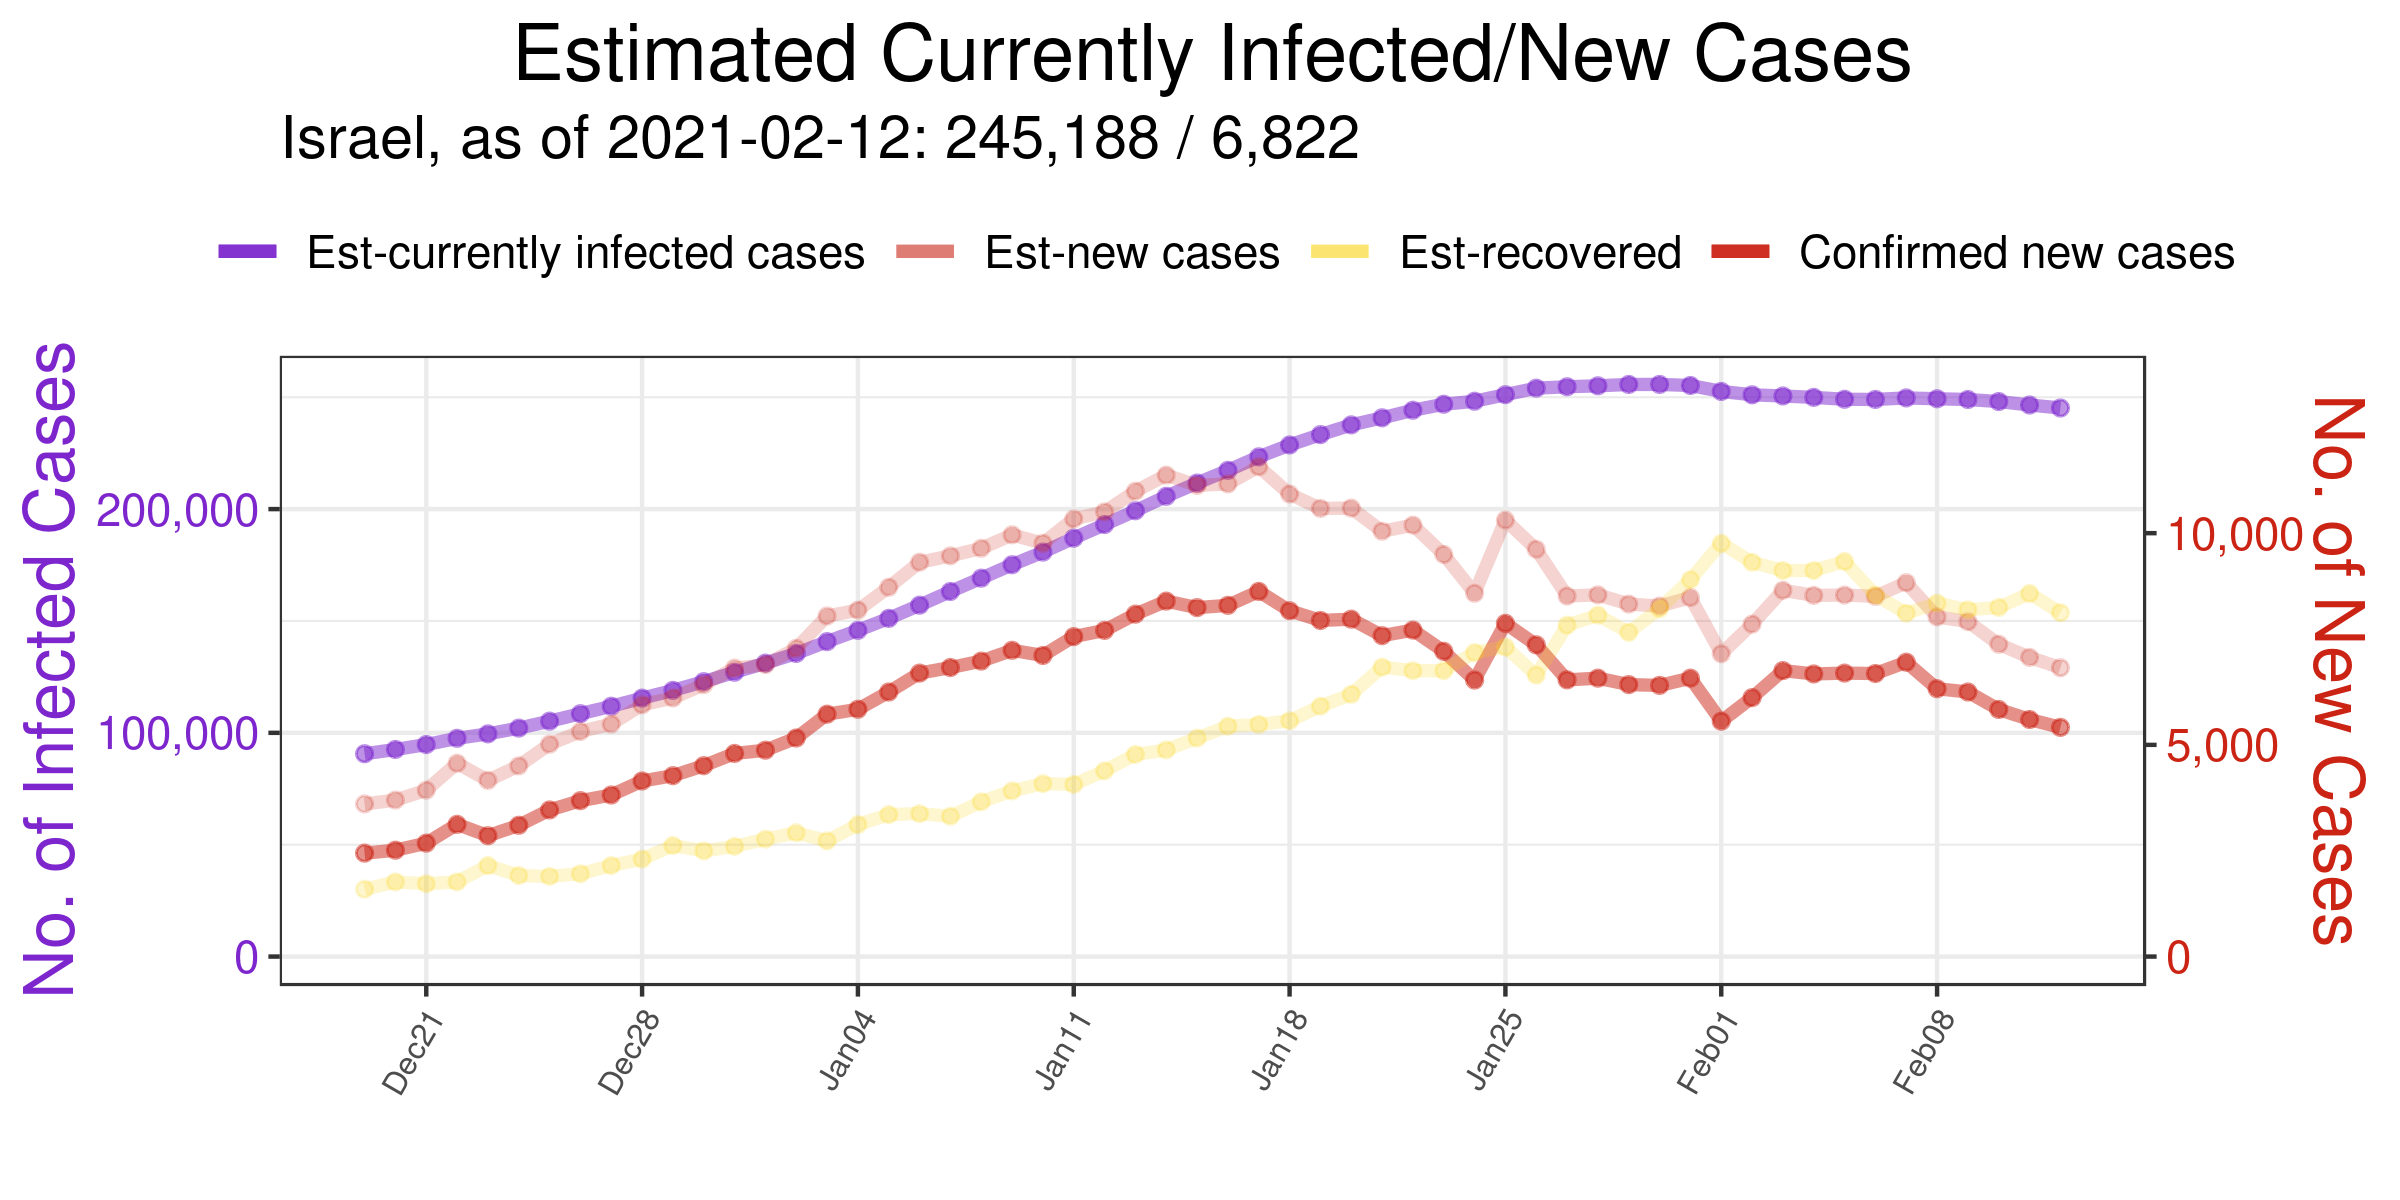 Estimated Currently Infected/New Cases
Israel, as of 2021-02-12: 245,188 / 6,822
Est-currently infected cases Est-new cases Est-recovered Confirmed new cases
No. of Infected Cases
200,000
100,000
0
10,000
5,000
0
No. of New Cases
Dec21 Dec28 Jan04 Jan11 Jan18 Jan25 Feb01 Feb08